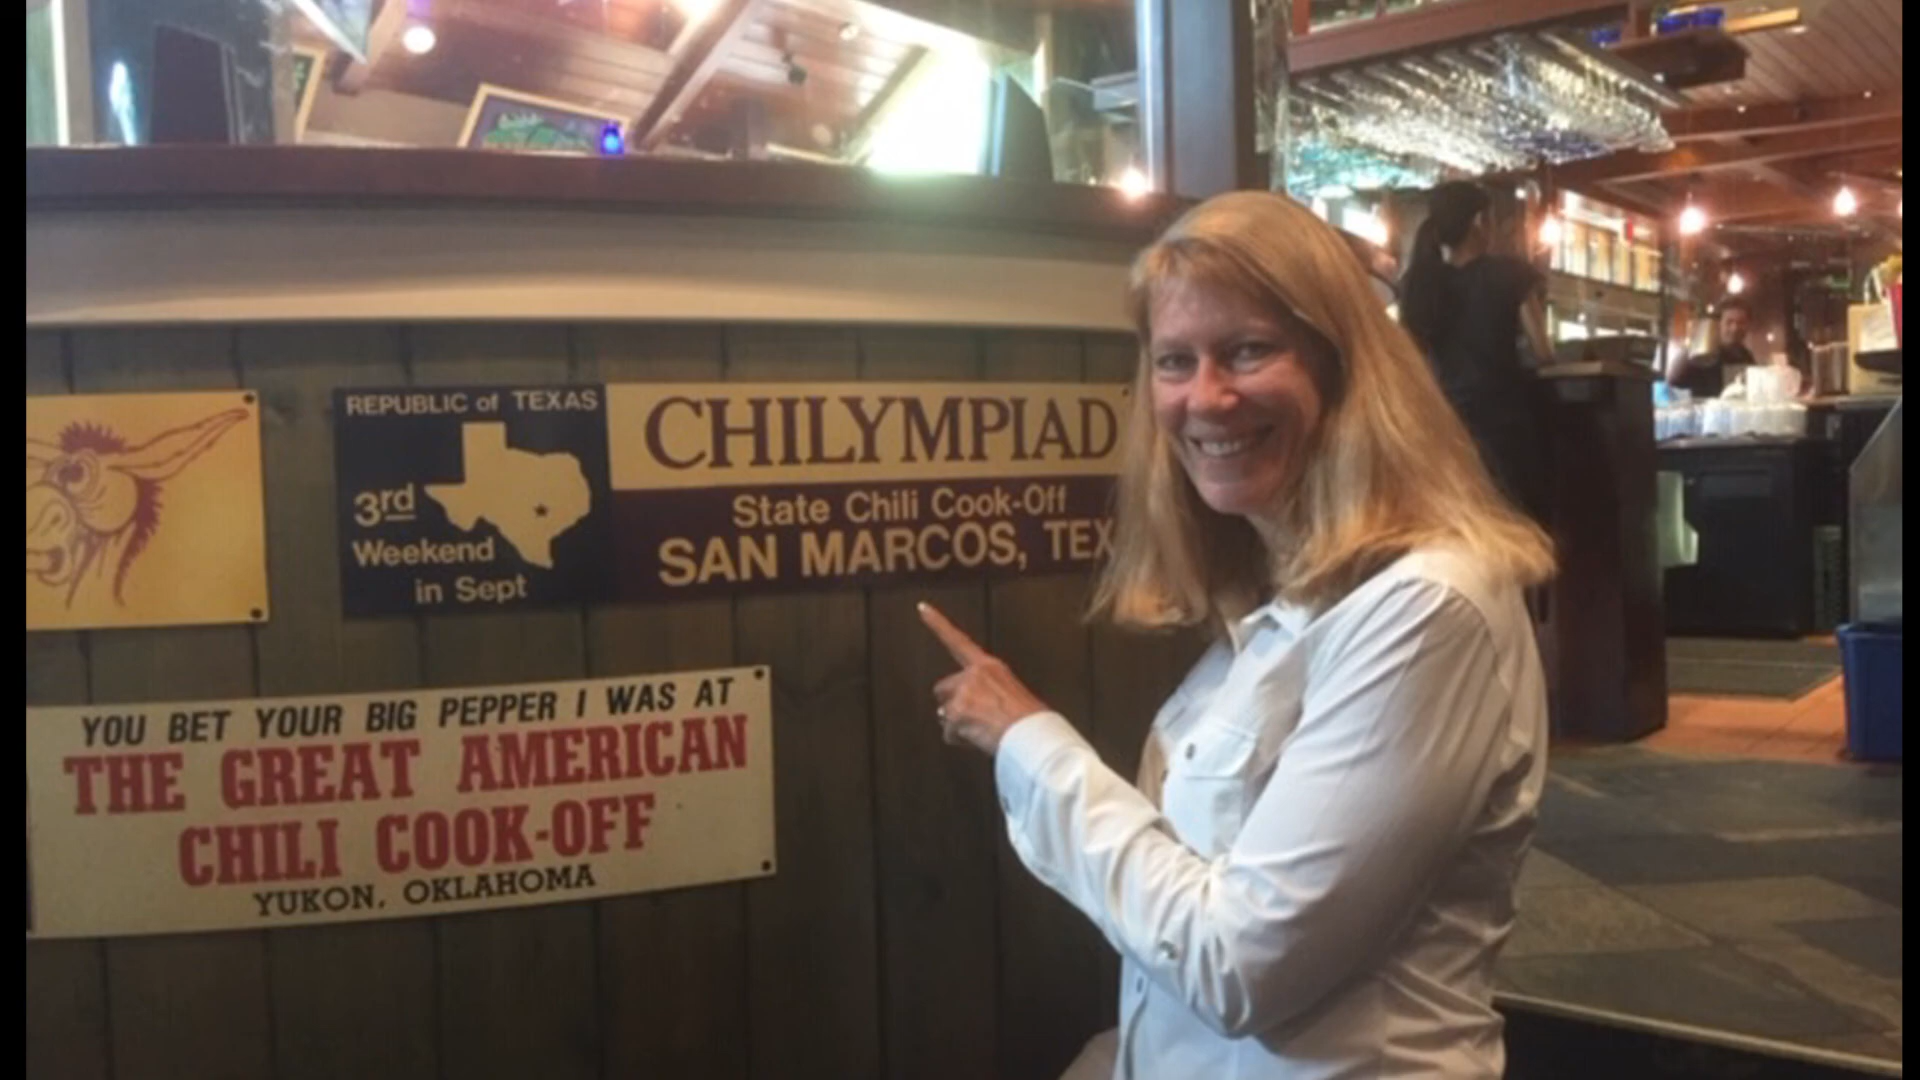 REPUBLIC of TEXAS
3rd
Weekend
in Sept
CHILYMPIAD
State Chili Cook-Off
SAN MARCOS, TEX
YOU BET YOUR BIG PEPPER I WAS AT
THE GREAT AMERICAN
CHILI COOK-OFF
YUKON, OKLAHOMA